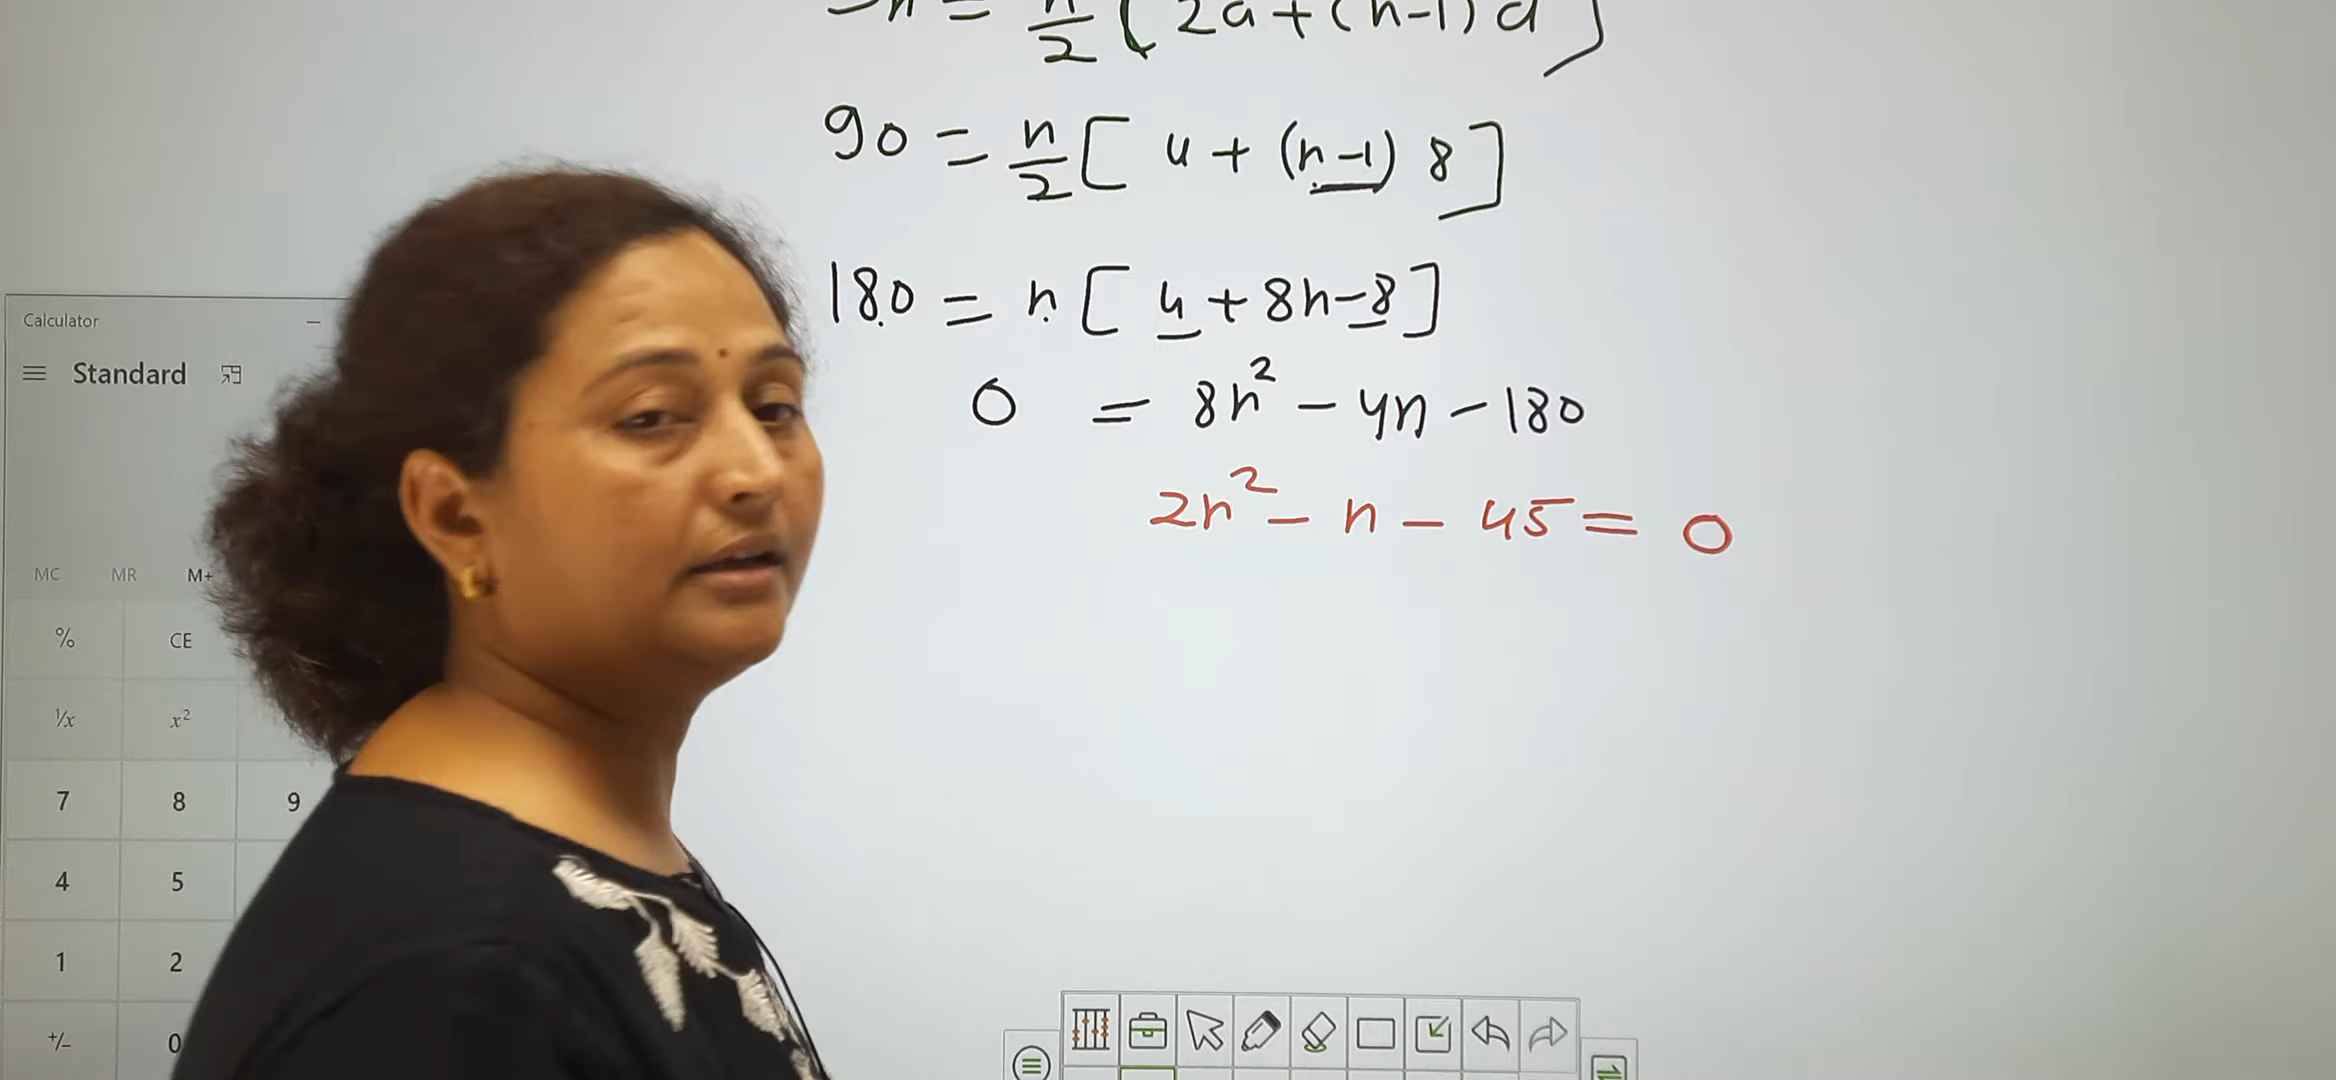 Sn = n/2 ( 2a + (n-1) d ]
90 = n/2 [ 4 + (n-1) 8 ]
180 = n [ 4 + 8n - 8 ]
0 = 8n² - 4n - 180
2n² - n - 45 = 0
Calculator
Standard
MC MR M+
% CE
¹/x x²
7 8 9
4 5
1 2
+/- 0